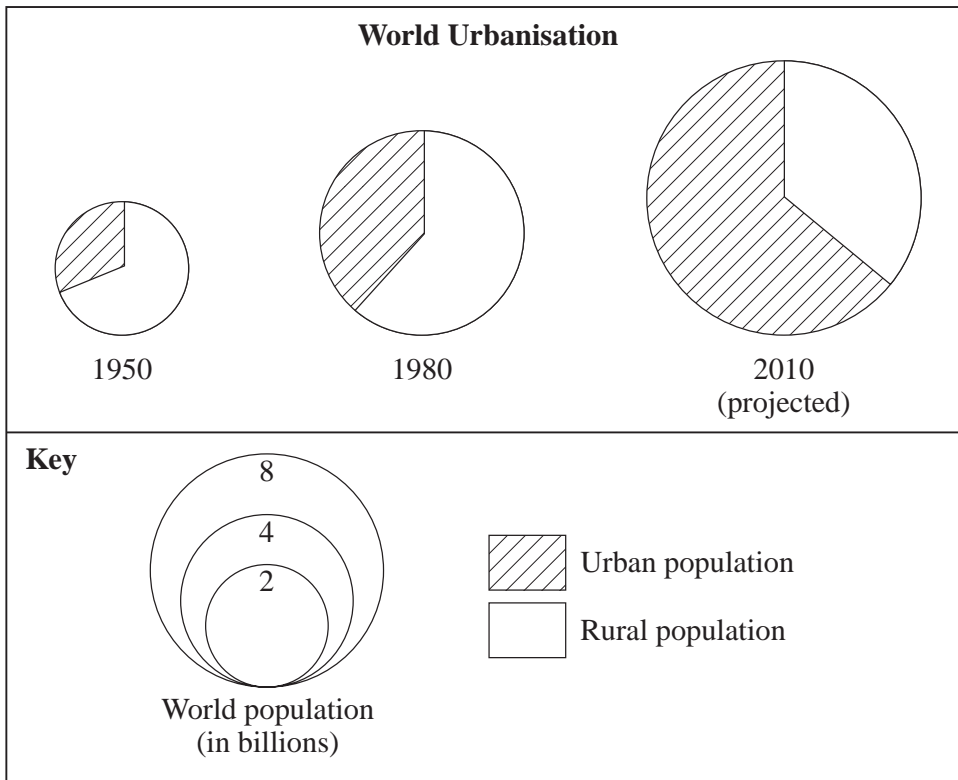 World Urbanisation
1950
1980
2010
(projected)
Key
8
4
2
World population
(in billions)
Urban population
Rural population